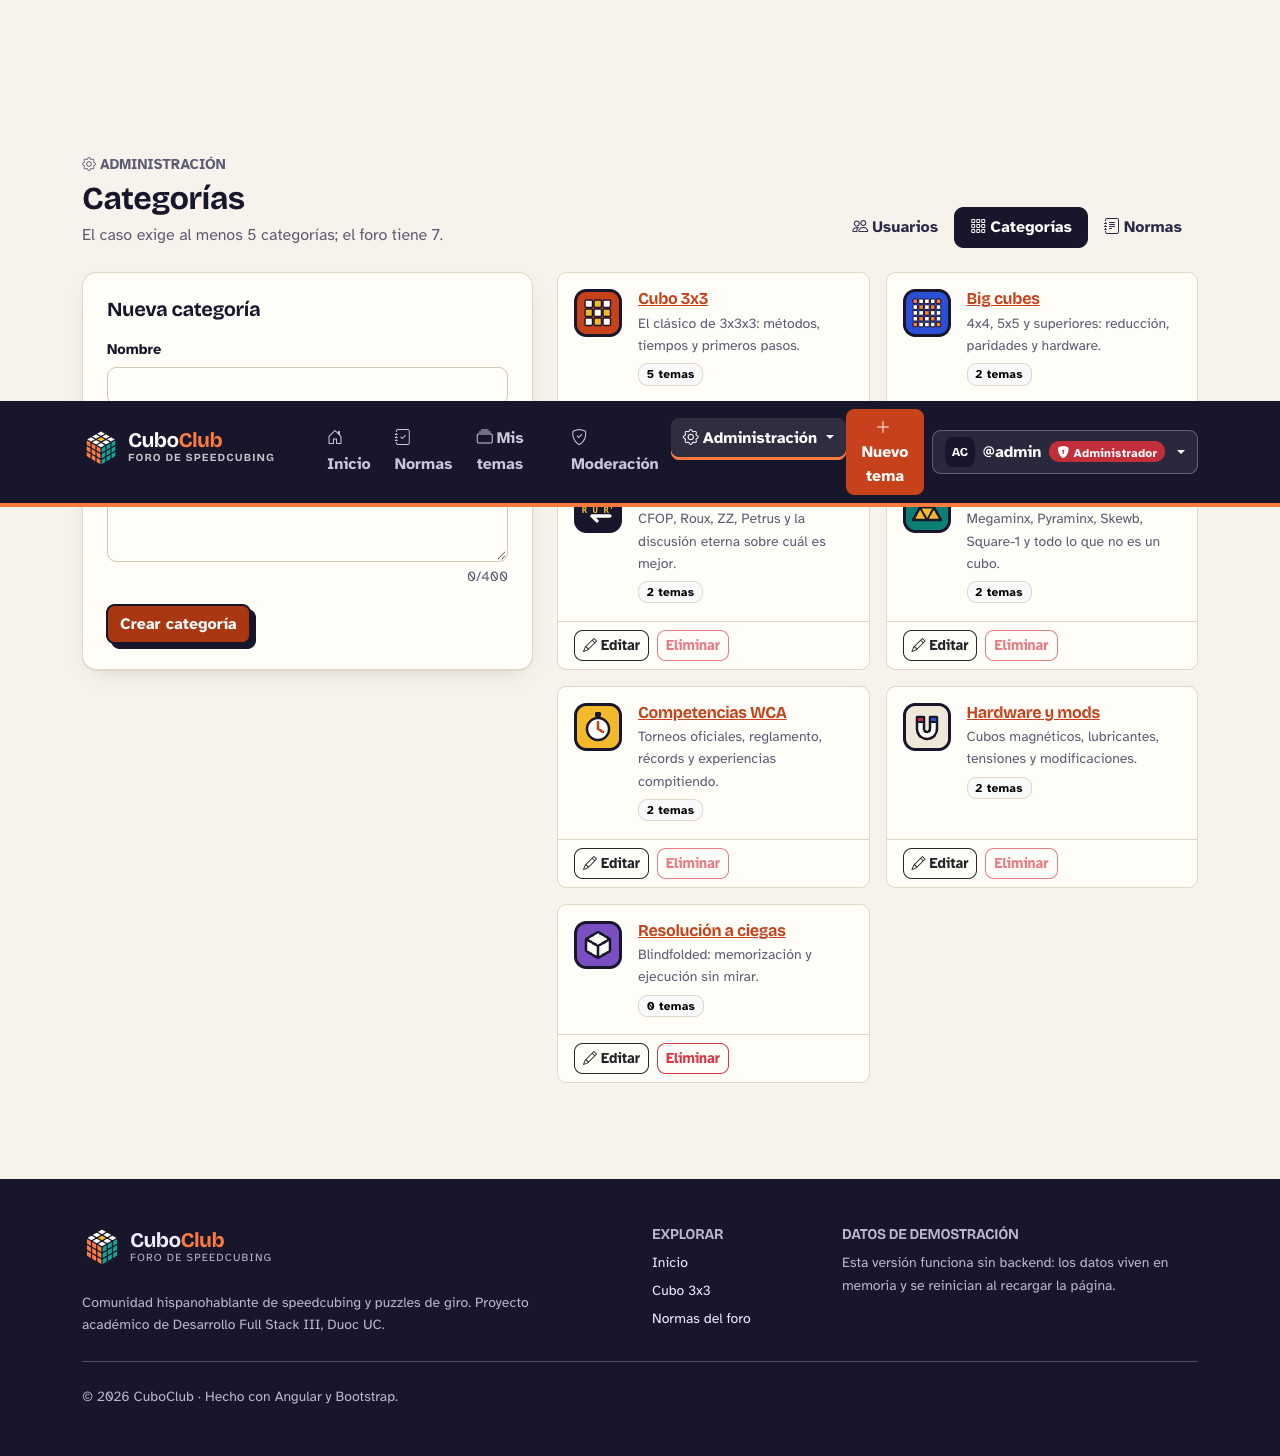 ADMINISTRACIÓN
Categorías
El caso exige al menos 5 categorías; el foro tiene 7.
Usuarios
Categorías
Normas
Nueva categoría
Nombre
Cubo 3x3
El clásico de 3x3x3: métodos,
tiempos y primeros pasos.
5 temas
Big cubes
4x4, 5x5 y superiores: reducción,
paridades y hardware.
2 temas
CuboClub
FORO DE SPEEDCUBING
Inicio
Normas
Mis
temas
Moderación
Administración
Nuevo
tema
AC
@admin
Administrador
0/400
Crear categoría
R U R'
CFOP, Roux, ZZ, Petrus y la
discusión eterna sobre cuál es
mejor.
2 temas
Editar
Eliminar
Megaminx, Pyraminx, Skewb,
Square-1 y todo lo que no es un
cubo.
2 temas
Editar
Eliminar
Competencias WCA
Torneos oficiales, reglamento,
récords y experiencias
compitiendo.
2 temas
Editar
Eliminar
Hardware y mods
Cubos magnéticos, lubricantes,
tensiones y modificaciones.
2 temas
Editar
Eliminar
Resolución a ciegas
Blindfolded: memorización y
ejecución sin mirar.
0 temas
Editar
Eliminar
CuboClub
FORO DE SPEEDCUBING
Comunidad hispanohablante de speedcubing y puzzles de giro. Proyecto
académico de Desarrollo Full Stack III, Duoc UC.
EXPLORAR
Inicio
Cubo 3x3
Normas del foro
DATOS DE DEMOSTRACIÓN
Esta versión funciona sin backend: los datos viven en
memoria y se reinician al recargar la página.
© 2026 CuboClub · Hecho con Angular y Bootstrap.